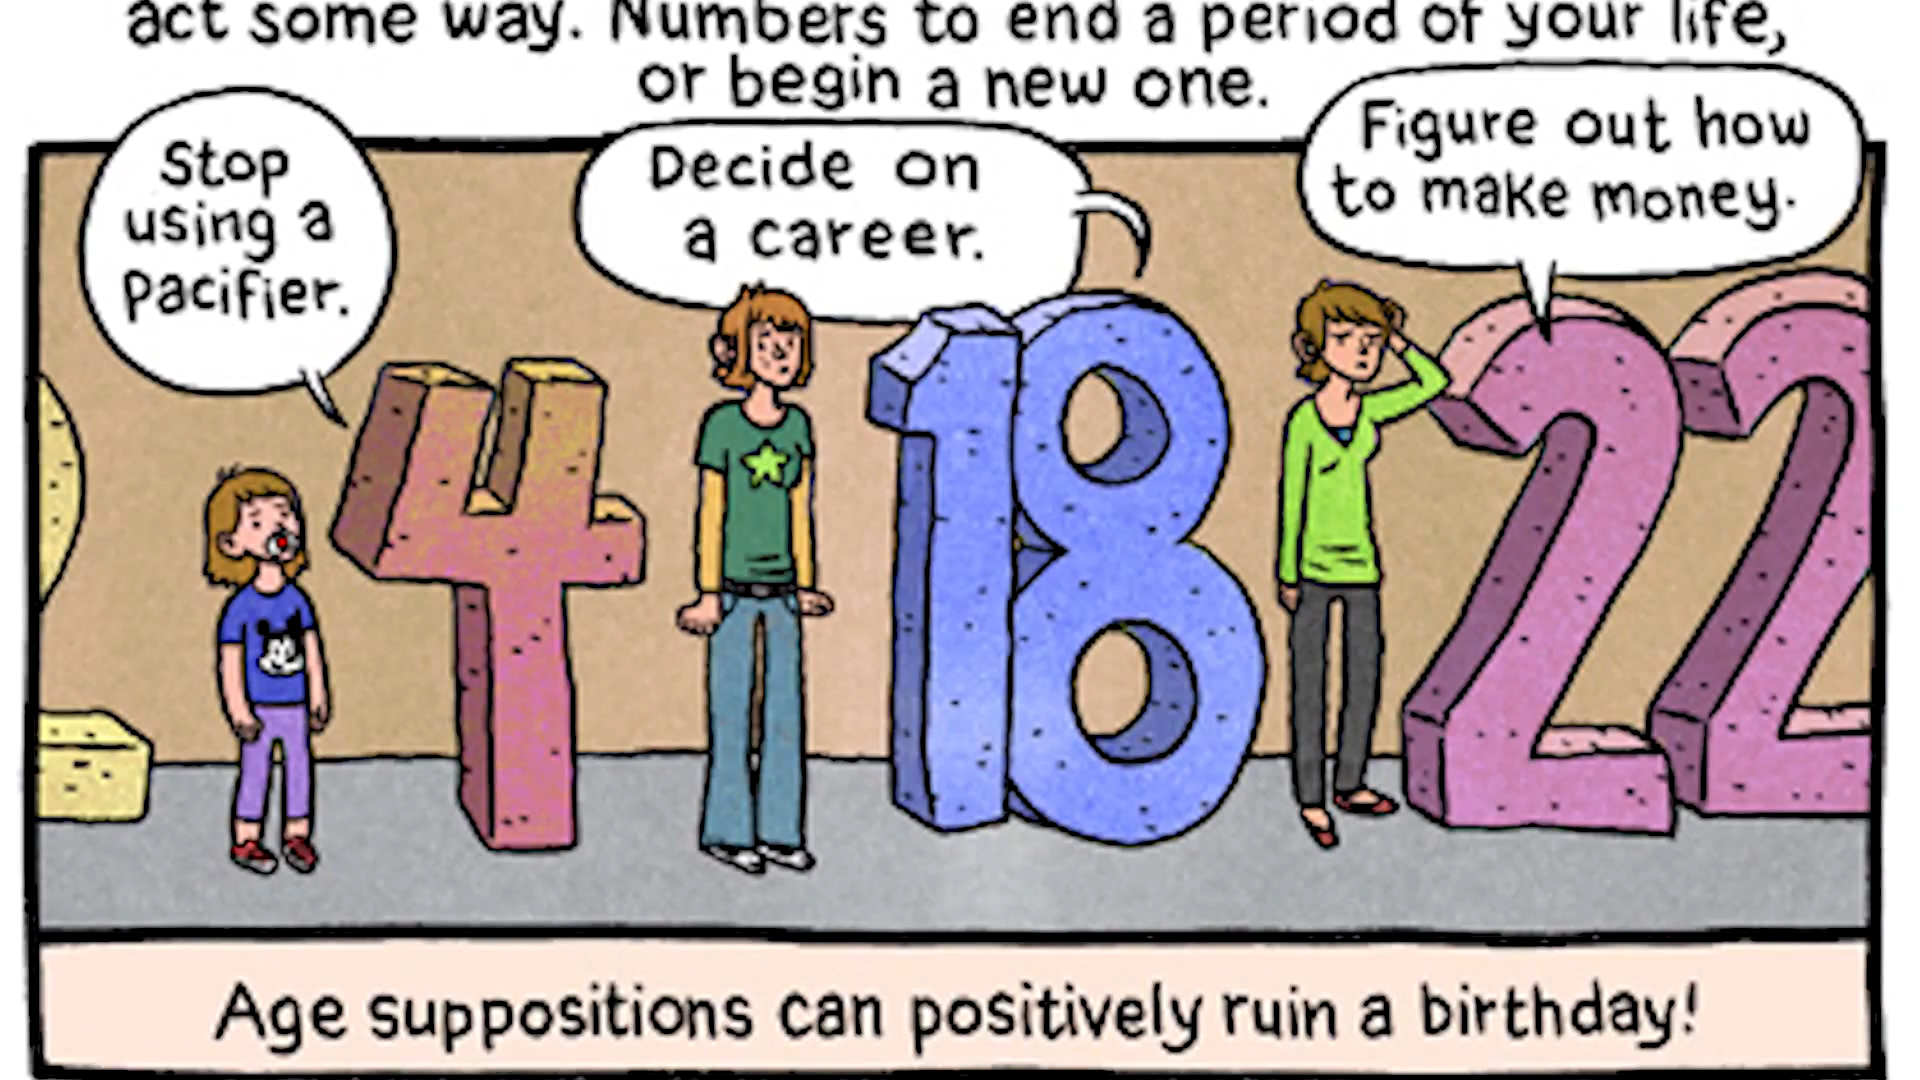 act some way. Numbers to end a period of your life,
or begin a new one.
Stop
using a
pacifier.
Decide on
a career.
Figure out how
to make money.
4
18
22
Age suppositions can positively ruin a birthday!